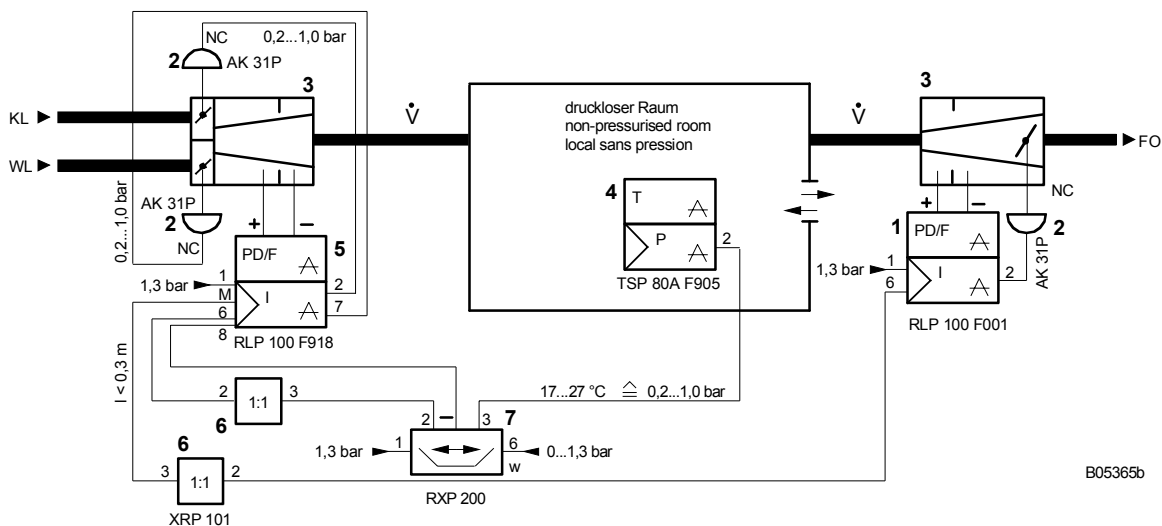 NC
0,2...1,0 bar
2
AK 31P
3
KL
WL
V̇
druckloser Raum
non-pressurised room
local sans pression
4
T
P
2
TSP 80A F905
V̇
3
FO
NC
AK 31P
2
NC
0,2...1,0 bar
+
−
5
PD/F
1,3 bar
1
M
6
8
I
2
7
RLP 100 F918
+
−
1
PD/F
1,3 bar
1
6
I
2
2
AK 31P
RLP 100 F001
l < 0,3 m
2
1:1
3
6
17...27 °C ≙ 0,2...1,0 bar
2
−
3
7
1,3 bar
1
6
0...1,3 bar
w
RXP 200
6
3
1:1
2
XRP 101
B05365b